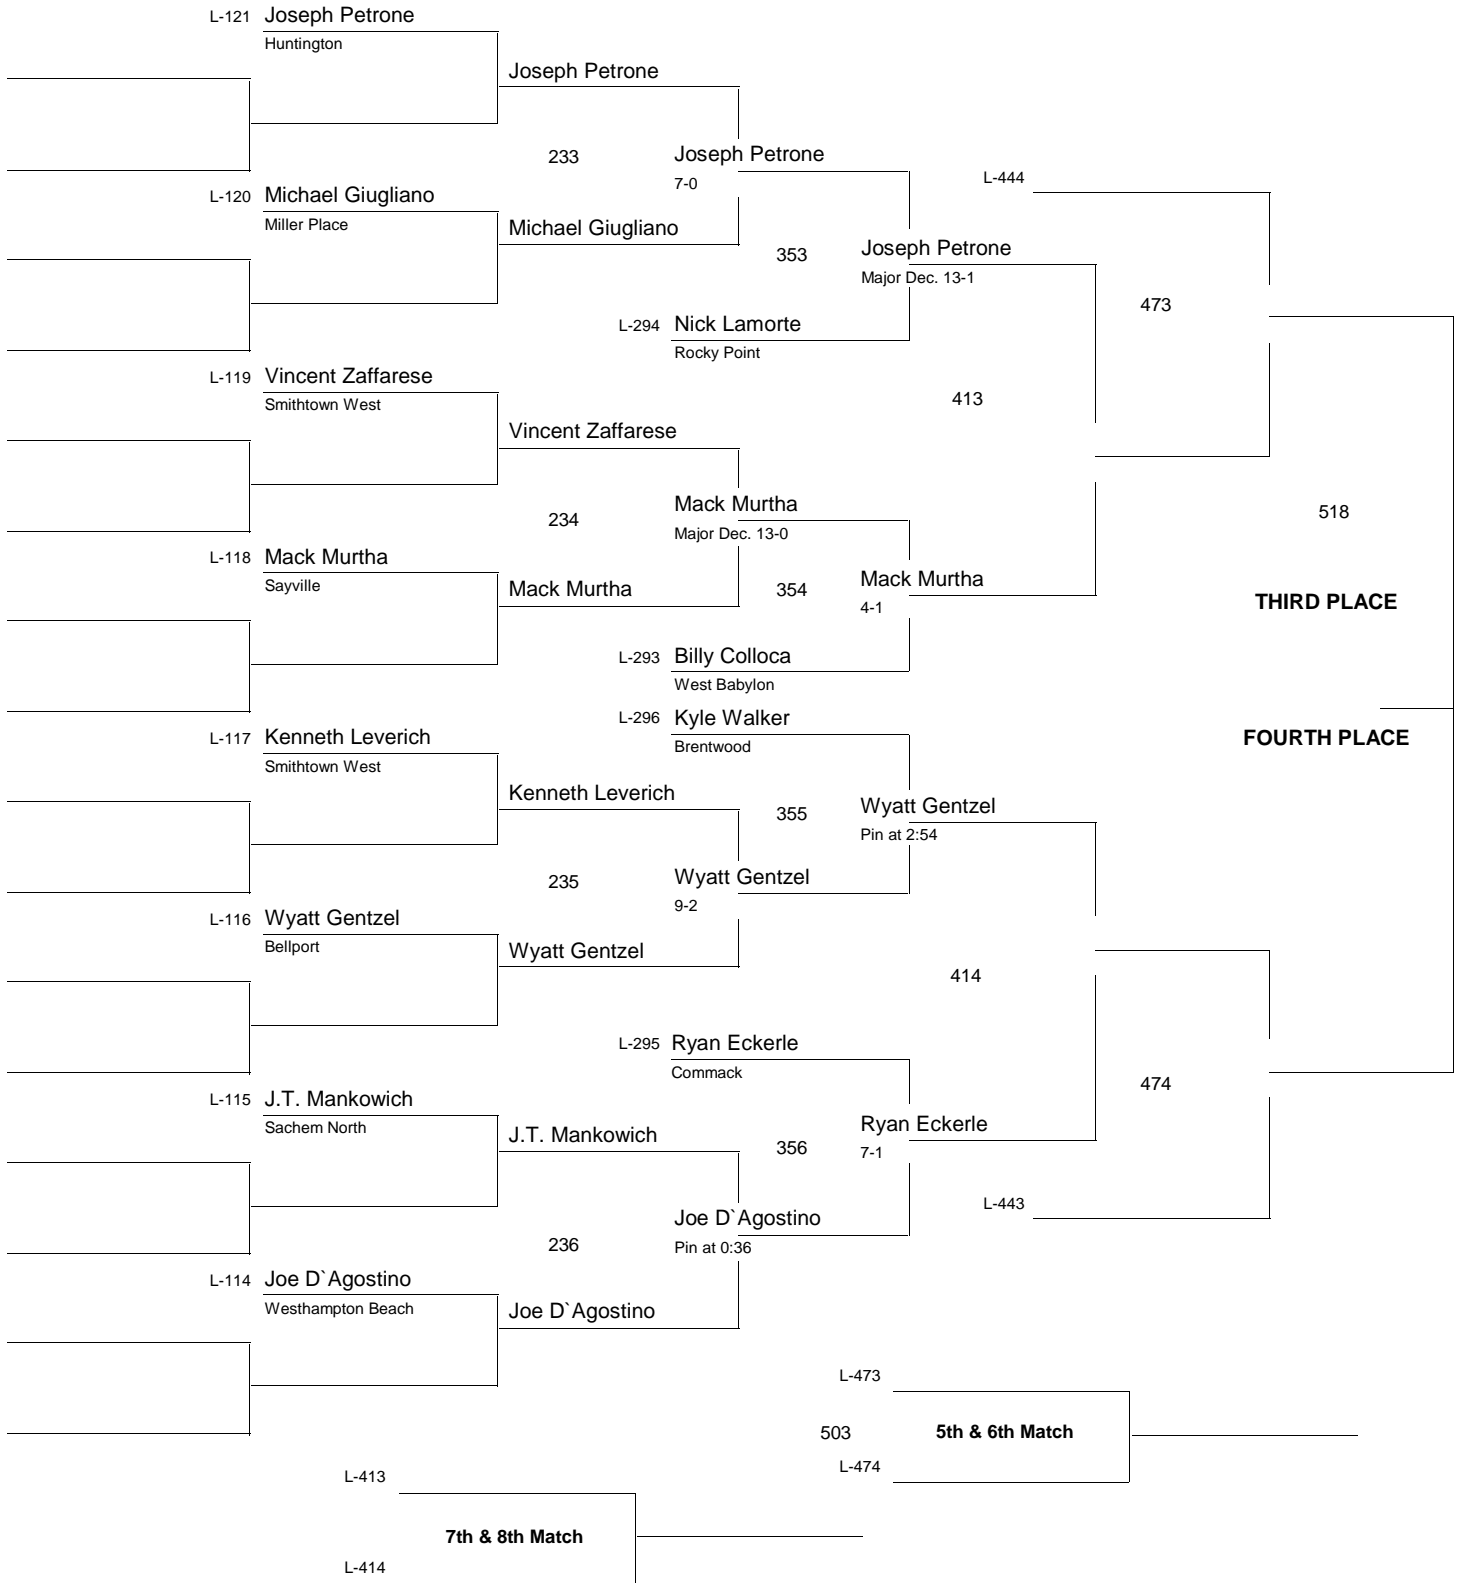 L-121 Joseph Petrone
Huntington
Joseph Petrone
233
Joseph Petrone
7-0
L-444
L-120 Michael Giugliano
Miller Place
Michael Giugliano
353
Joseph Petrone
Major Dec. 13-1
473
L-294 Nick Lamorte
Rocky Point
L-119 Vincent Zaffarese
Smithtown West
413
Vincent Zaffarese
Mack Murtha
Major Dec. 13-0
234
518
L-118 Mack Murtha
Sayville
Mack Murtha
354
Mack Murtha
4-1
THIRD PLACE
L-293 Billy Colloca
West Babylon
L-296 Kyle Walker
Brentwood
L-117 Kenneth Leverich
Smithtown West
FOURTH PLACE
Kenneth Leverich
355
Wyatt Gentzel
Pin at 2:54
235
Wyatt Gentzel
9-2
L-116 Wyatt Gentzel
Bellport
Wyatt Gentzel
414
L-295 Ryan Eckerle
Commack
474
L-115 J.T. Mankowich
Sachem North
J.T. Mankowich
356
Ryan Eckerle
7-1
L-443
Joe D`Agostino
Pin at 0:36
236
L-114 Joe D`Agostino
Westhampton Beach
Joe D`Agostino
L-473
503
5th & 6th Match
L-474
L-413
7th & 8th Match
L-414